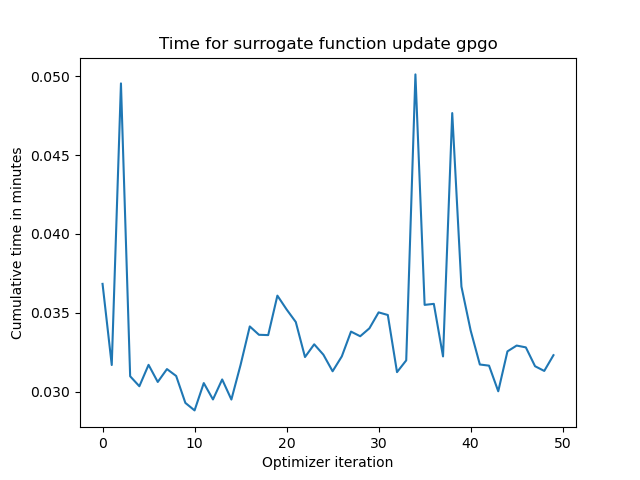 Time for surrogate function update gpgo
Cumulative time in minutes
0.050
0.045
0.040
0.035
0.030
0 10 20 30 40 50
Optimizer iteration